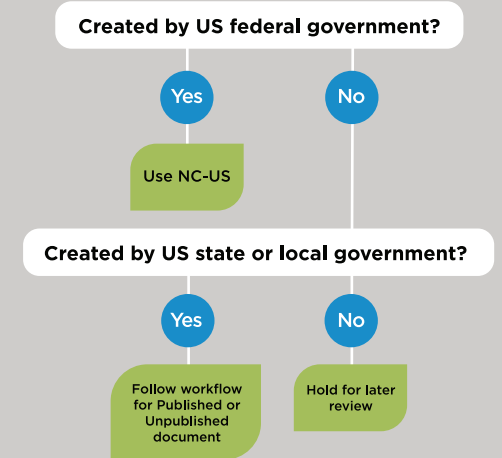 Created by US federal government?
Yes
No
Use NC-US
Created by US state or local government?
Yes
No
Follow workflow
for Published or
Unpublished
document
Hold for later
review